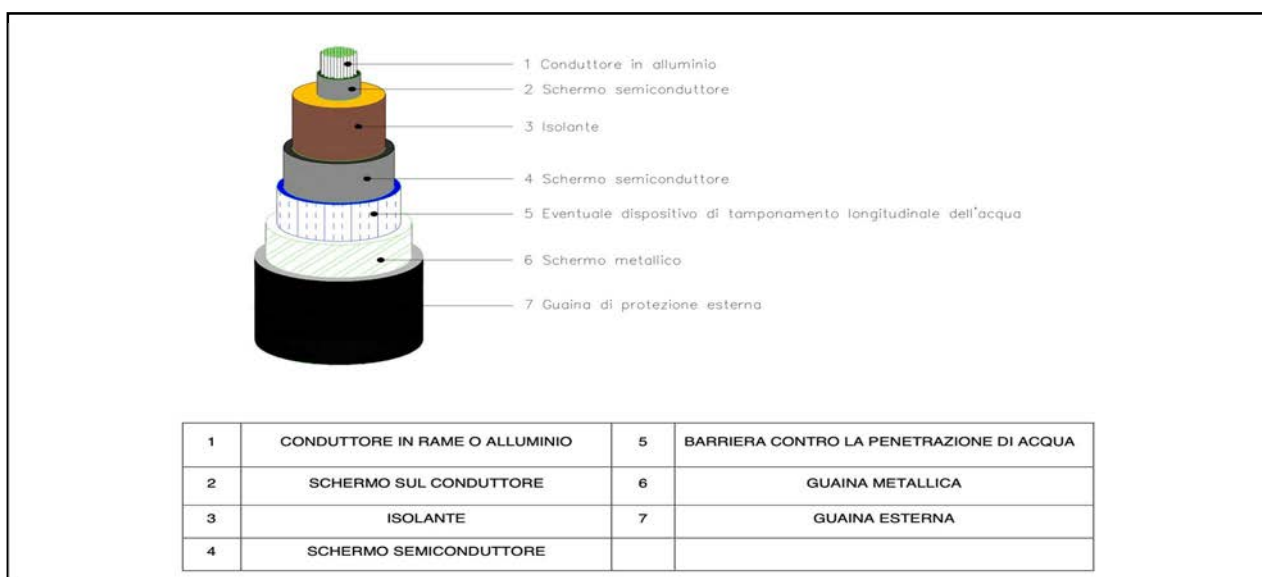 1 Conduttore in alluminio
2 Schermo semiconduttore
3 Isolante
4 Schermo semiconduttore
5 Eventuale dispositivo di tamponamento longitudinale dell'acqua
6 Schermo metallico
7 Guaina di protezione esterna
1 CONDUTTORE IN RAME O ALLUMINIO 5 BARRIERA CONTRO LA PENETRAZIONE DI ACQUA
2 SCHERMO SUL CONDUTTORE 6 GUAINA METALLICA
3 ISOLANTE 7 GUAINA ESTERNA
4 SCHERMO SEMICONDUTTORE